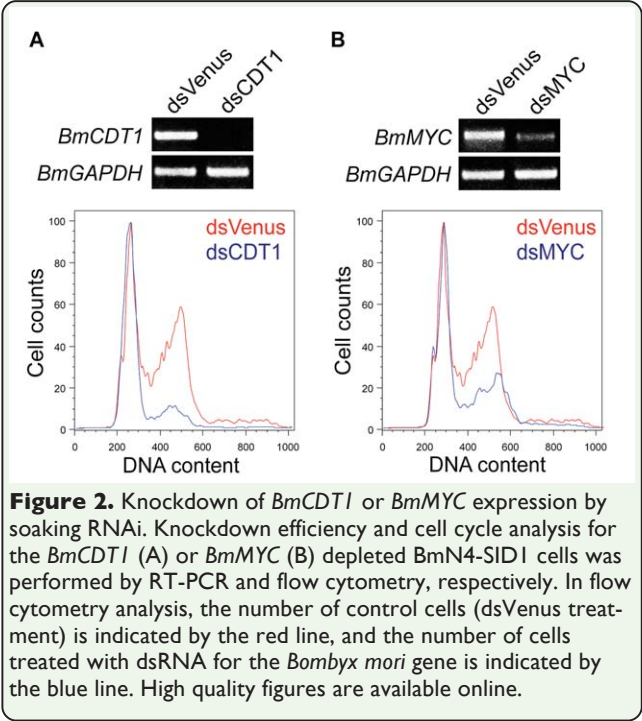 A
dsVenus
dsCDT1
BmCDT1
BmGAPDH
dsVenus
dsCDT1
Cell counts
100
80
60
40
20
0
0 200 400 600 800 1000
DNA content
B
dsVenus
dsMYC
BmMYC
BmGAPDH
dsVenus
dsMYC
Cell counts
100
80
60
40
20
0
0 200 400 600 800 1000
DNA content
Figure 2. Knockdown of BmCDT1 or BmMYC expression by
soaking RNAi. Knockdown efficiency and cell cycle analysis for
the BmCDT1 (A) or BmMYC (B) depleted BmN4-SID1 cells was
performed by RT-PCR and flow cytometry, respectively. In flow
cytometry analysis, the number of control cells (dsVenus treat-
ment) is indicated by the red line, and the number of cells
treated with dsRNA for the Bombyx mori gene is indicated by
the blue line. High quality figures are available online.